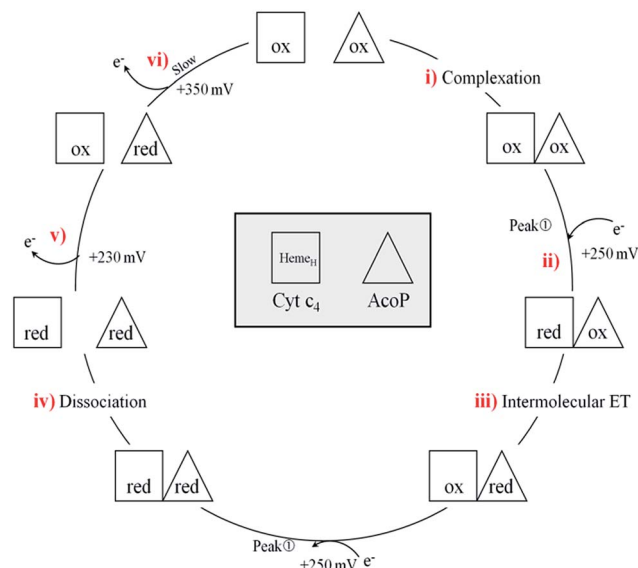 ox ox
i) Complexation
ox ox
Peak①
e-
+250 mV
ii)
red ox
iii) Intermolecular ET
ox red
Peak①
+250 mV
e-
red red
iv) Dissociation
red red
v)
e-
+230 mV
ox red
vi)
Slow
e-
+350 mV
HemeH
Cyt c4
AcoP